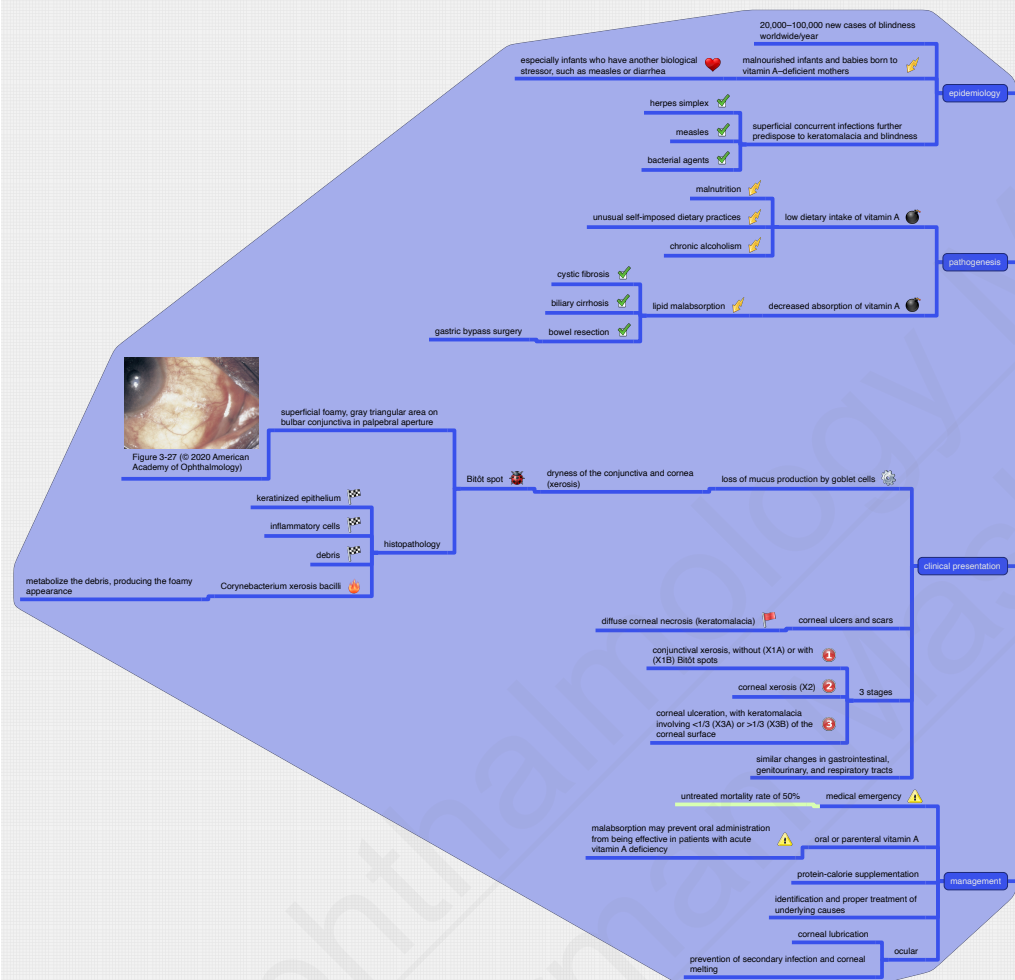 20,000–100,000 new cases of blindness
worldwide/year
especially infants who have another biological
stressor, such as measles or diarrhea
malnourished infants and babies born to
vitamin A–deficient mothers
epidemiology
herpes simplex
measles
bacterial agents
superficial concurrent infections further
predispose to keratomalacia and blindness
malnutrition
unusual self-imposed dietary practices
chronic alcoholism
low dietary intake of vitamin A
pathogenesis
cystic fibrosis
biliary cirrhosis
gastric bypass surgery
bowel resection
lipid malabsorption
decreased absorption of vitamin A
Figure 3-27 (© 2020 American
Academy of Ophthalmology)
superficial foamy, gray triangular area on
bulbar conjunctiva in palpebral aperture
Bitôt spot
dryness of the conjunctiva and cornea
(xerosis)
loss of mucus production by goblet cells
keratinized epithelium
inflammatory cells
debris
histopathology
metabolize the debris, producing the foamy
appearance
Corynebacterium xerosis bacilli
clinical presentation
diffuse corneal necrosis (keratomalacia)
corneal ulcers and scars
conjunctival xerosis, without (X1A) or with
(X1B) Bitôt spots
1
corneal xerosis (X2)
2
3 stages
corneal ulceration, with keratomalacia
involving <1/3 (X3A) or >1/3 (X3B) of the
corneal surface
3
similar changes in gastrointestinal,
genitourinary, and respiratory tracts
untreated mortality rate of 50%
medical emergency
malabsorption may prevent oral administration
from being effective in patients with acute
vitamin A deficiency
oral or parenteral vitamin A
protein-calorie supplementation
management
identification and proper treatment of
underlying causes
corneal lubrication
ocular
prevention of secondary infection and corneal
melting